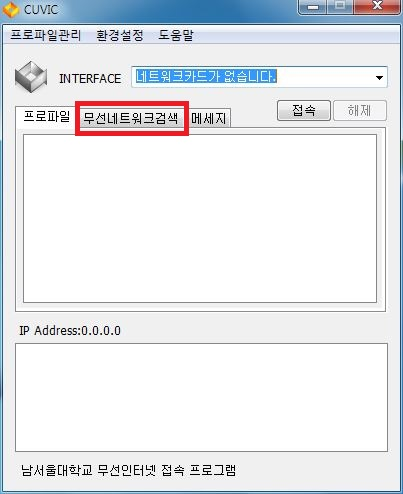 CUVIC
프로파일관리 환경설정 도움말
INTERFACE 네트워크카드가 없습니다.
접속 해제
프로파일 무선네트워크검색 메세지
IP Address:0.0.0.0
남서울대학교 무선인터넷 접속 프로그램